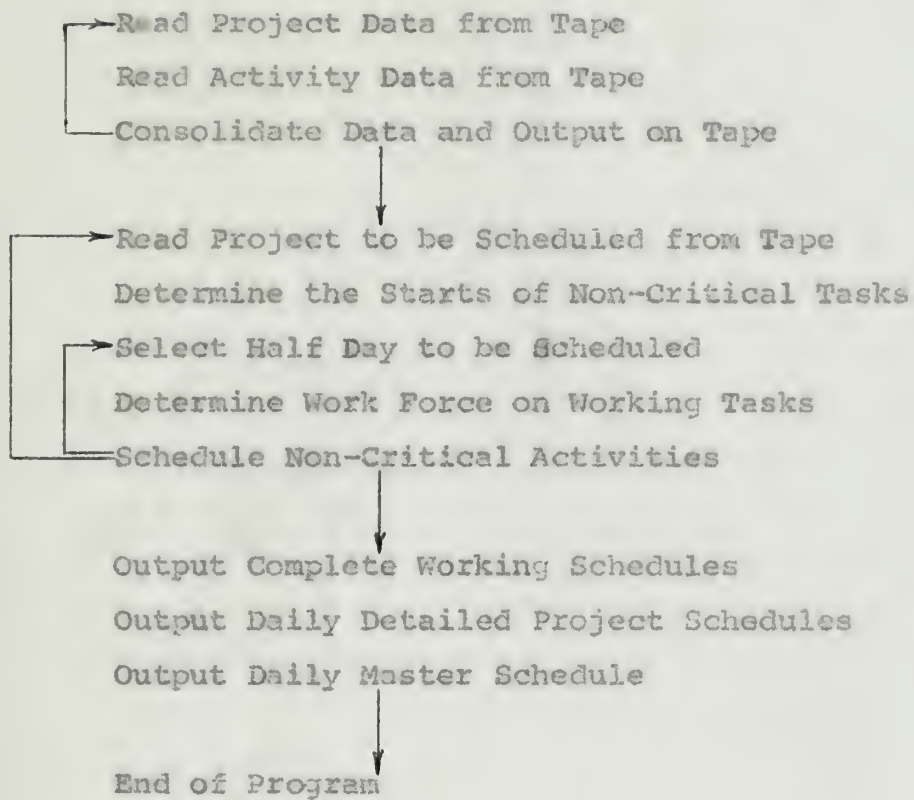 Read Project Data from Tape
Read Activity Data from Tape
Consolidate Data and Output on Tape
Read Project to be Scheduled from Tape
Determine the Starts of Non-Critical Tasks
Select Half Day to be Scheduled
Determine Work Force on Working Tasks
Schedule Non-Critical Activities
Output Complete Working Schedules
Output Daily Detailed Project Schedules
Output Daily Master Schedule
End of Program